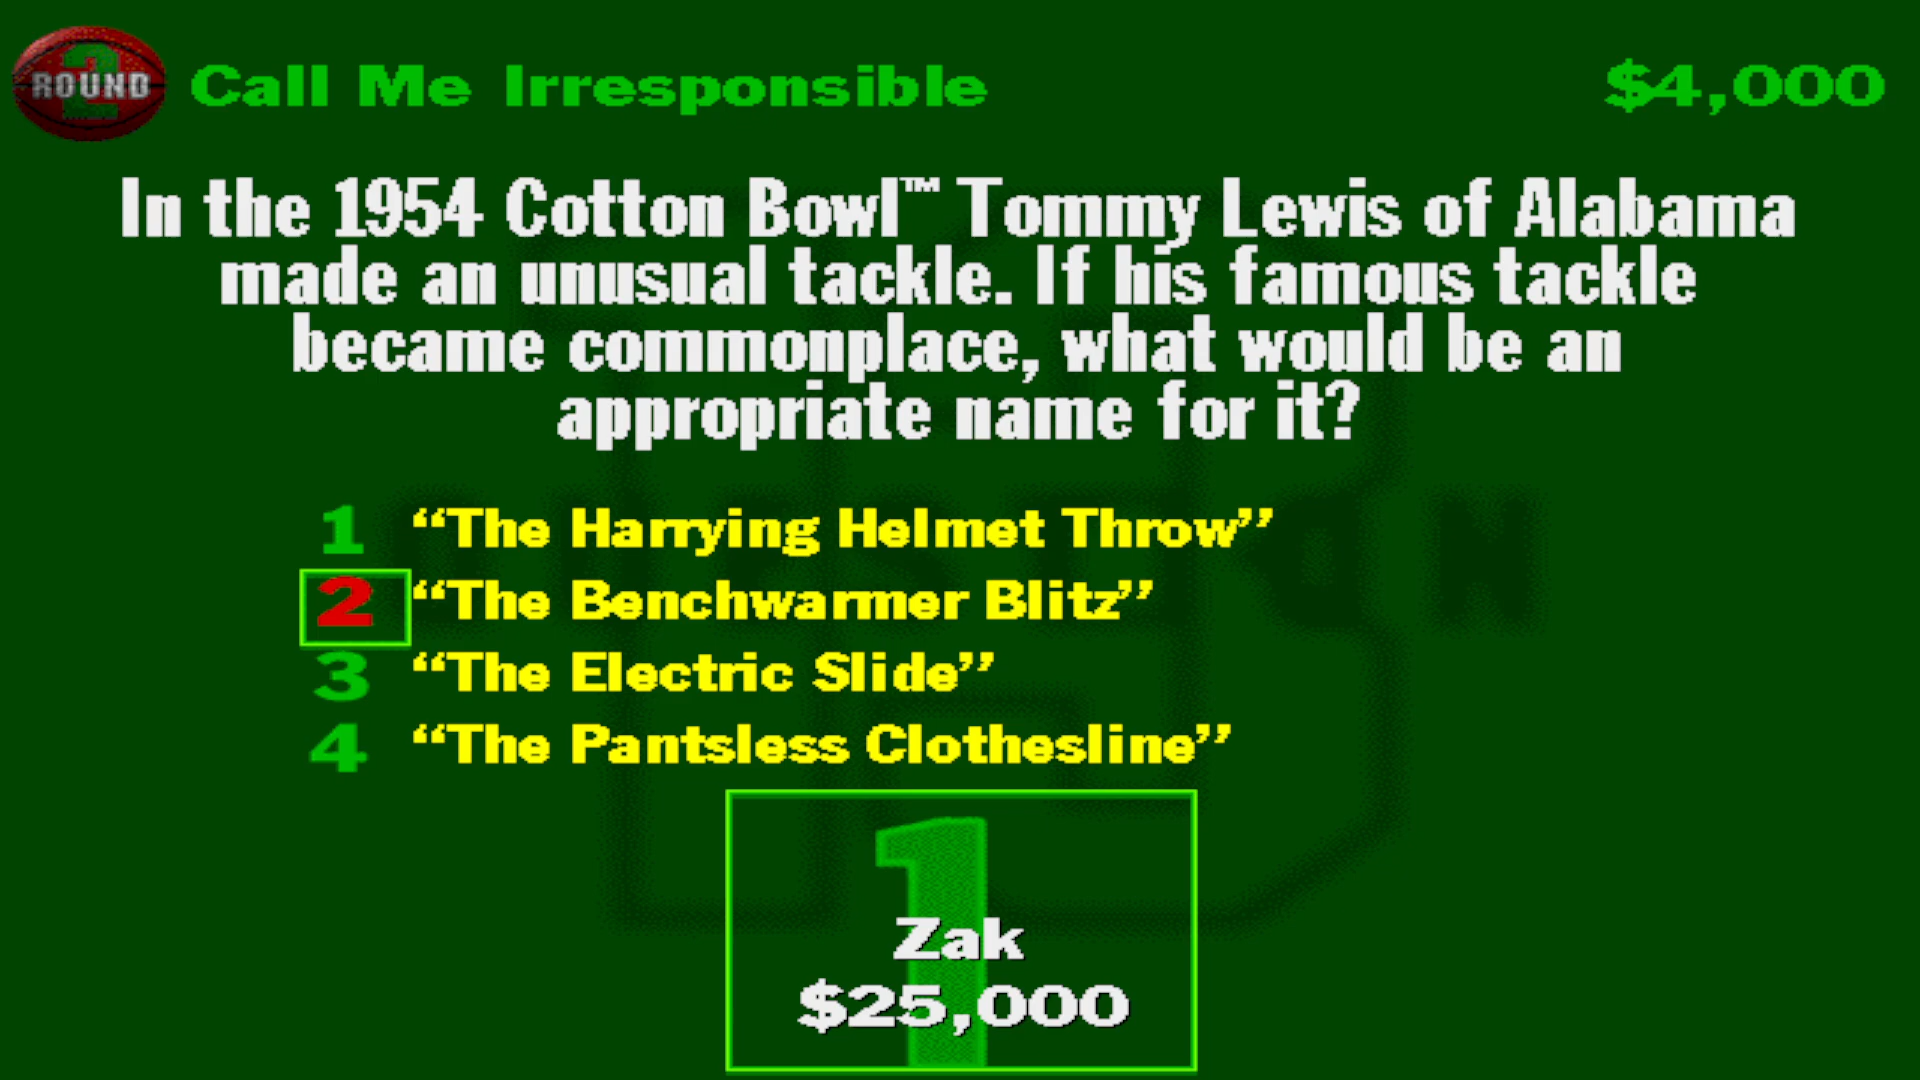 2
ROUND
Call Me Irresponsible
$4,000
In the 1954 Cotton Bowl™ Tommy Lewis of Alabama
made an unusual tackle. If his famous tackle
became commonplace, what would be an
appropriate name for it?
1 “The Harrying Helmet Throw”
2 “The Benchwarmer Blitz”
3 “The Electric Slide”
4 “The Pantsless Clothesline”
1
Zak
$25,000